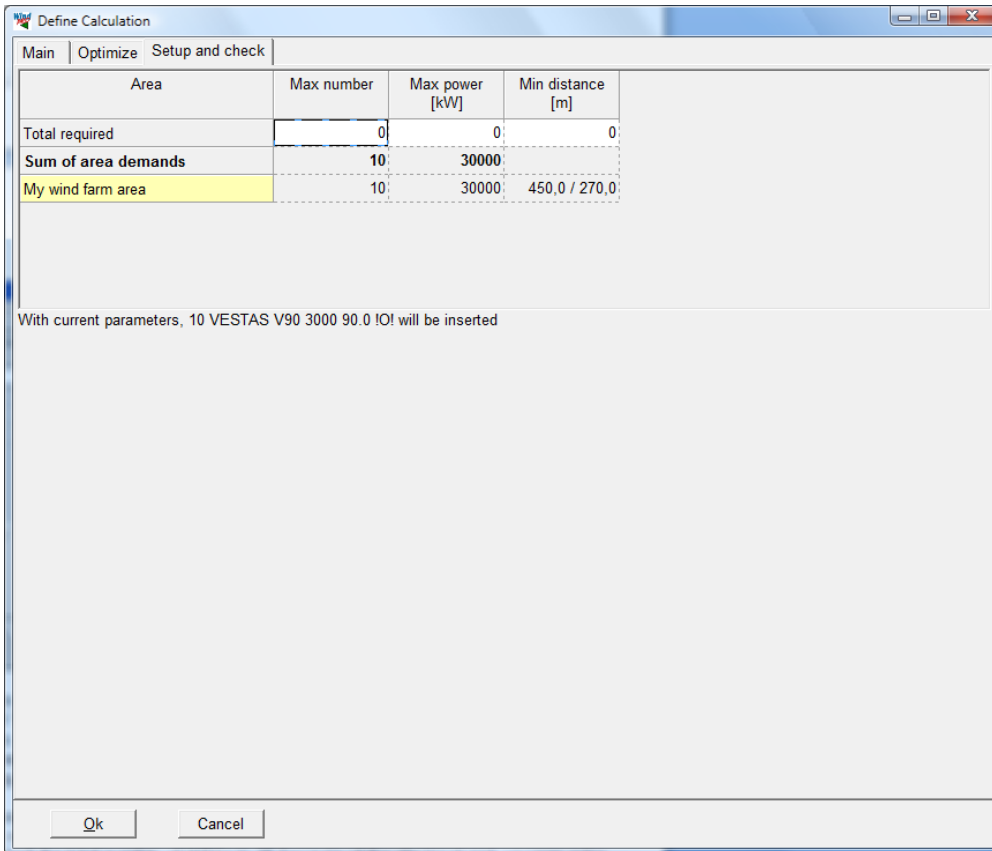 Define Calculation
Main Optimize Setup and check
Area Max number Max power [kW] Min distance [m]
Total required 0 0 0
Sum of area demands 10 30000
My wind farm area 10 30000 450,0 / 270,0
With current parameters, 10 VESTAS V90 3000 90.0 !O! will be inserted
Ok Cancel